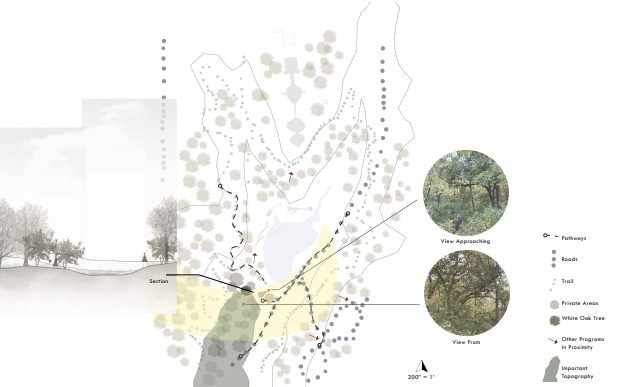 View Approaching
Pathways
Roads
Section
Trail
Private Areas
White Oak Tree
View From
Other Programs
in Proximity
Important
Topography
200" = 1'